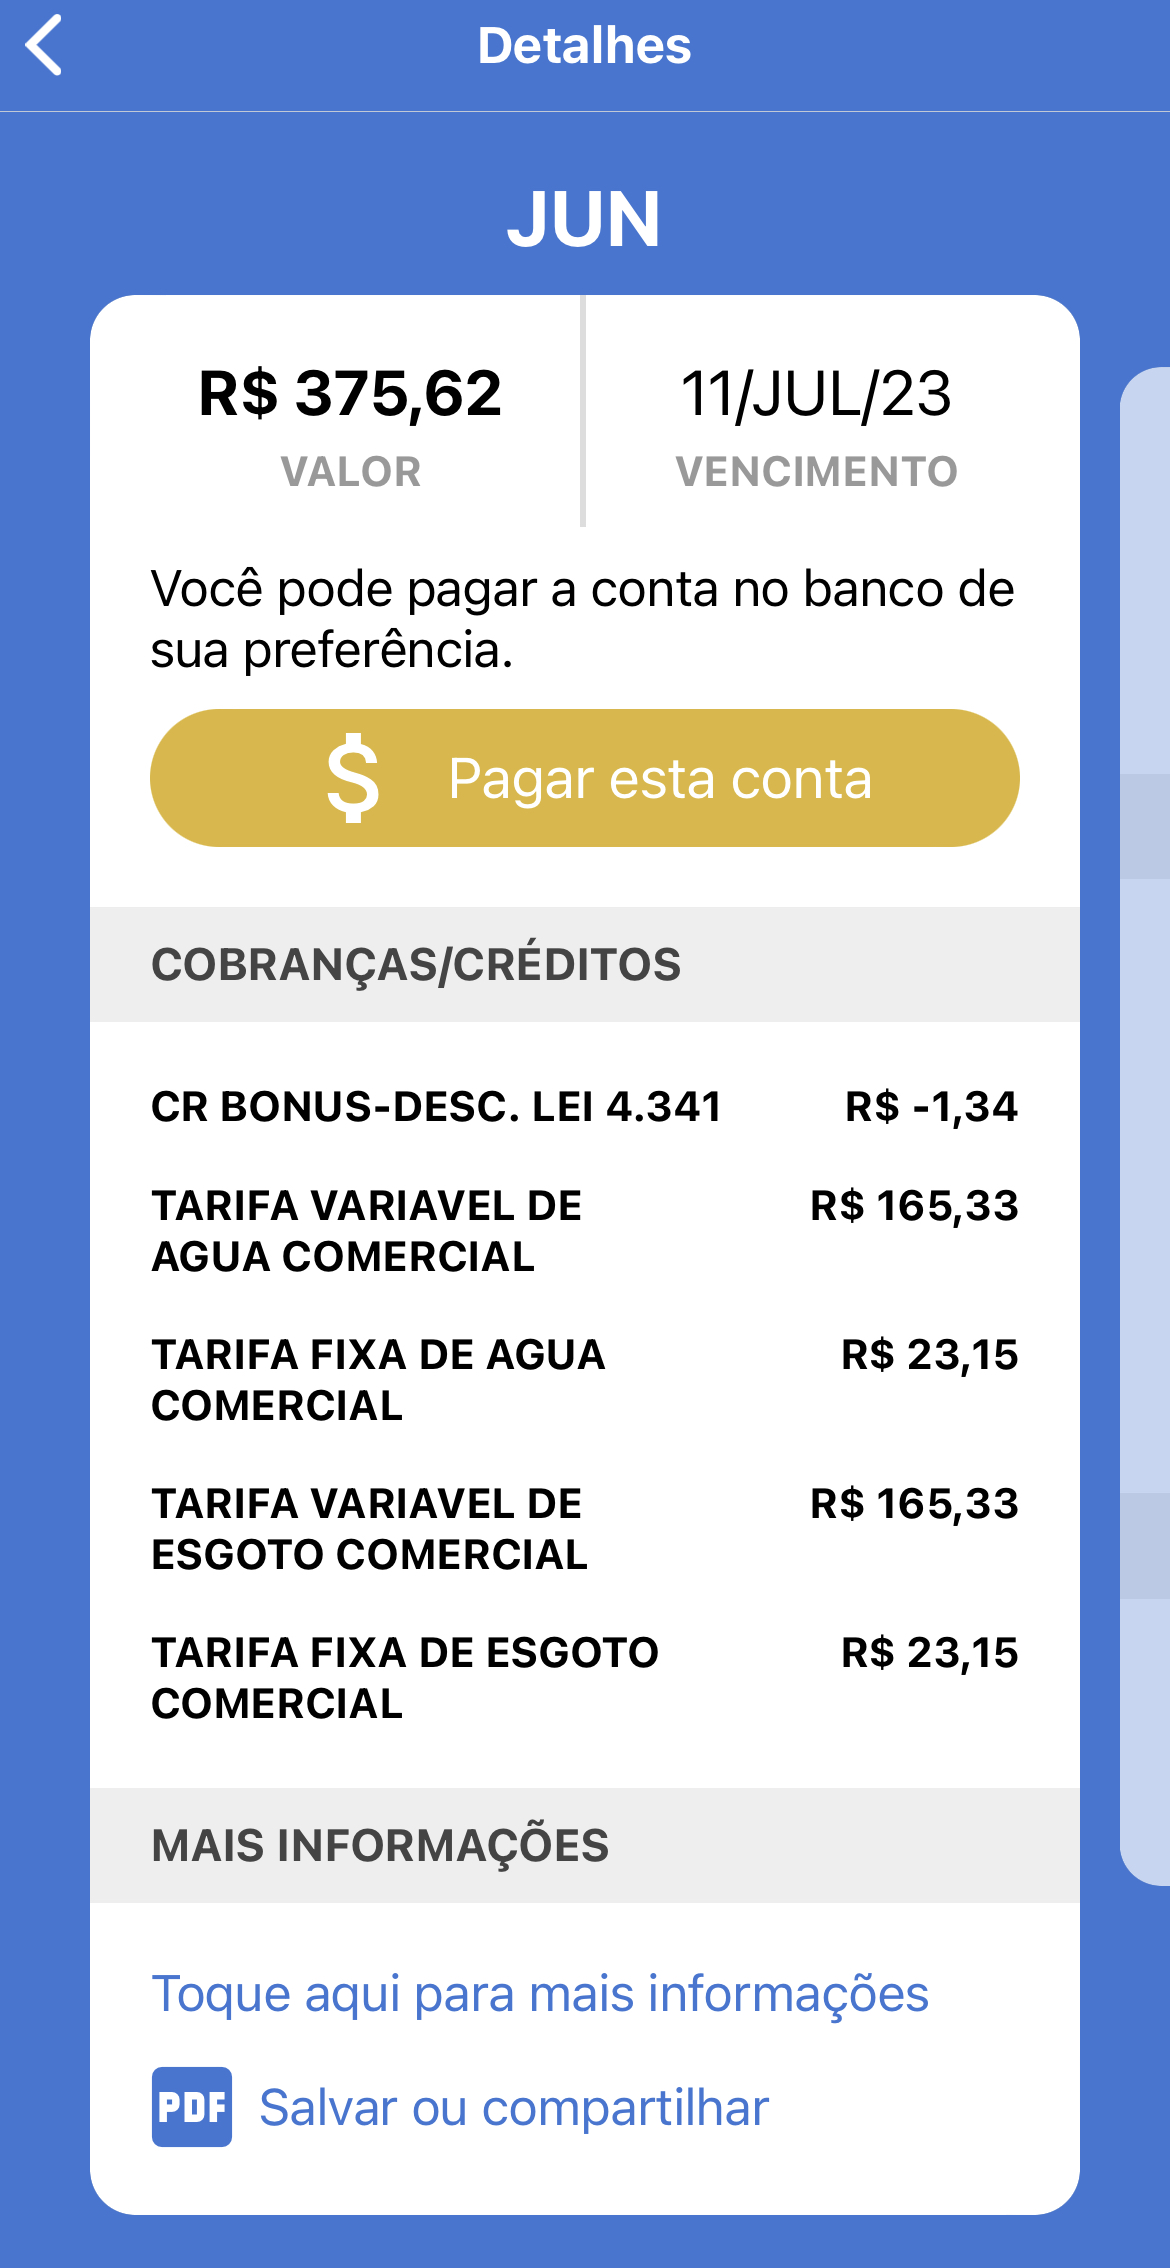 Detalhes
JUN
R$ 375,62
VALOR
11/JUL/23
VENCIMENTO
Você pode pagar a conta no banco de
sua preferência.
$ Pagar esta conta
COBRANÇAS/CRÉDITOS
CR BONUS-DESC. LEI 4.341 R$ -1,34
TARIFA VARIAVEL DE R$ 165,33
AGUA COMERCIAL
TARIFA FIXA DE AGUA R$ 23,15
COMERCIAL
TARIFA VARIAVEL DE R$ 165,33
ESGOTO COMERCIAL
TARIFA FIXA DE ESGOTO R$ 23,15
COMERCIAL
MAIS INFORMAÇÕES
Toque aqui para mais informações
PDF Salvar ou compartilhar